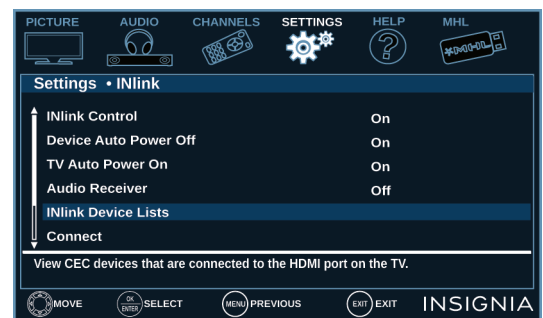 PICTURE AUDIO CHANNELS SETTINGS HELP MHL
MHL
Settings • INlink
INlink Control On
Device Auto Power Off On
TV Auto Power On On
Audio Receiver Off
INlink Device Lists
Connect
View CEC devices that are connected to the HDMI port on the TV.
MOVE OK ENTER SELECT MENU PREVIOUS EXIT EXIT INSIGNIA